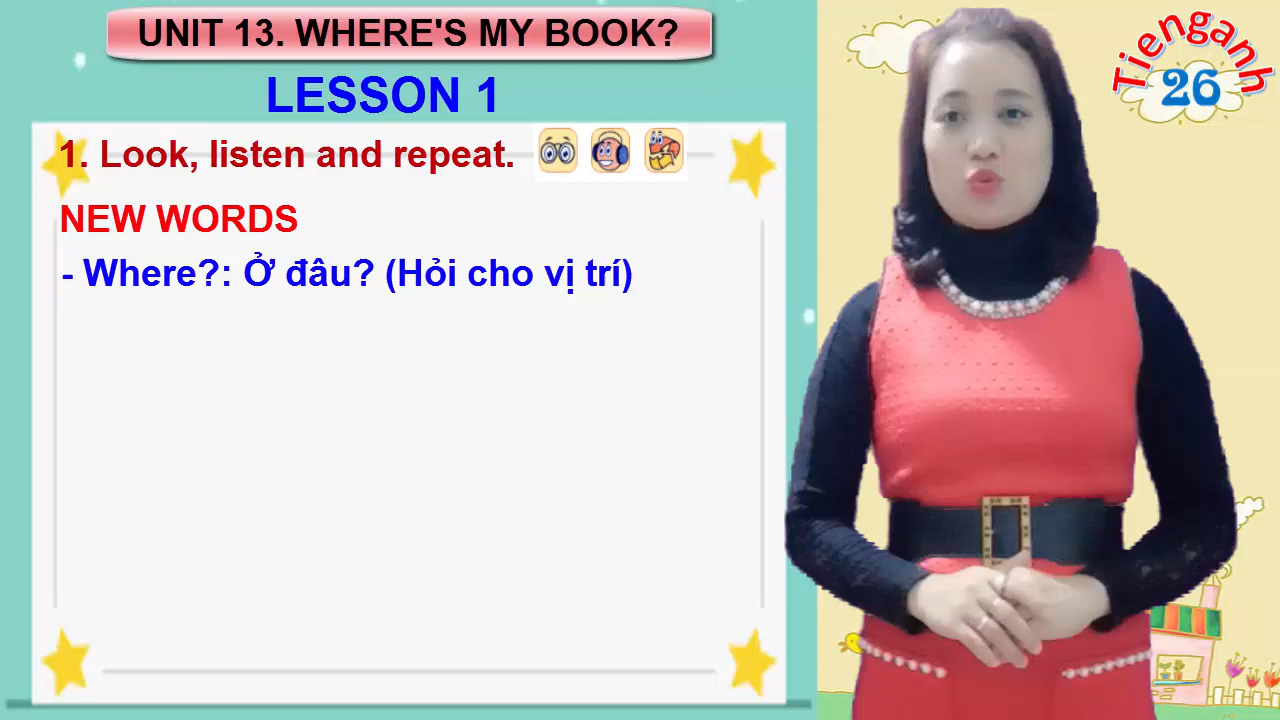 UNIT 13. WHERE'S MY BOOK?
Tienganh
26
LESSON 1
1. Look, listen and repeat.
NEW WORDS
- Where?: Ở đâu? (Hỏi cho vị trí)